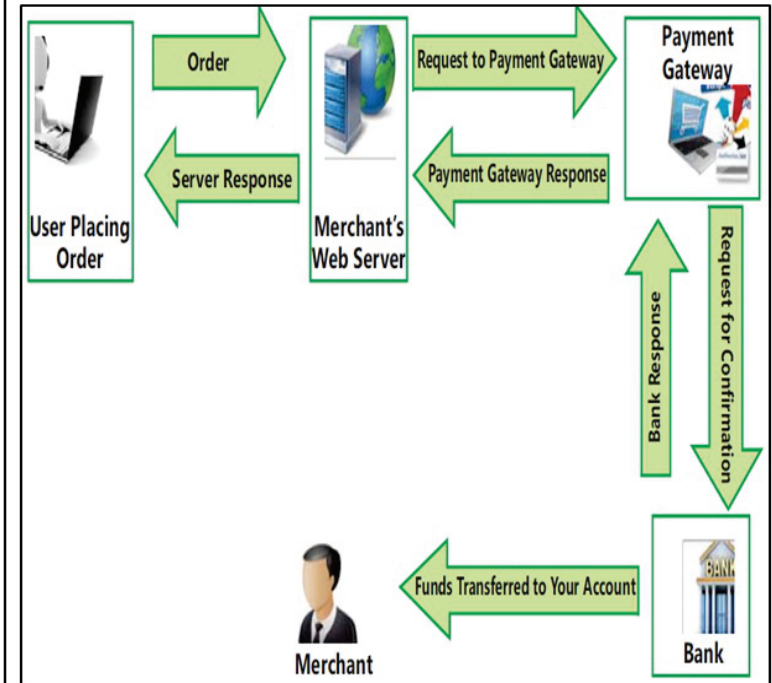 Order
Request to Payment Gateway
Payment
Gateway
Server Response
Payment Gateway Response
User Placing
Order
Merchant's
Web Server
Bank Response
Request for Confirmation
Funds Transferred to Your Account
BANK
Merchant
Bank